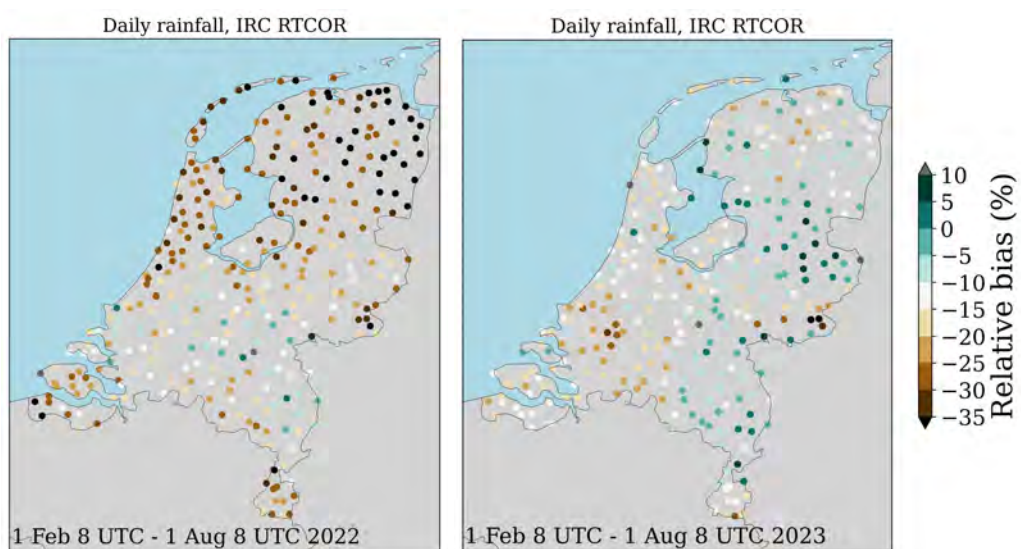 Daily rainfall, IRC RTCOR
1 Feb 8 UTC - 1 Aug 8 UTC 2022
Daily rainfall, IRC RTCOR
1 Feb 8 UTC - 1 Aug 8 UTC 2023
10
5
0
−5
−10
−15
−20
−25
−30
−35
Relative bias (%)